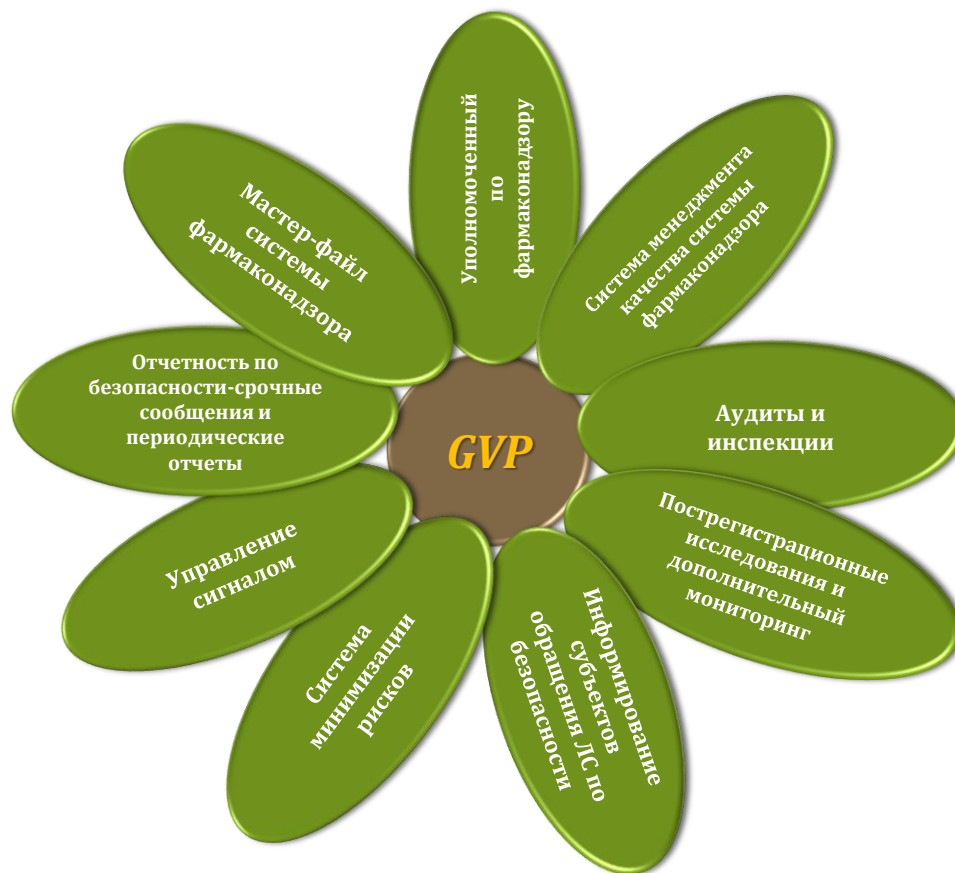 Уполномоченный
по
фармаконадзору
Система менеджмента
качества системы
фармаконадзора
Аудиты и
инспекции
Пострегистрационные
исследования и
дополнительный
мониторинг
Информирование
субъектов
обращения ЛС по
безопасности
Система
минимизации
рисков
Управление
сигналом
Отчетность по
безопасности-срочные
сообщения и
периодические
отчеты
Мастер-файл
системы
фармаконадзора
GVP